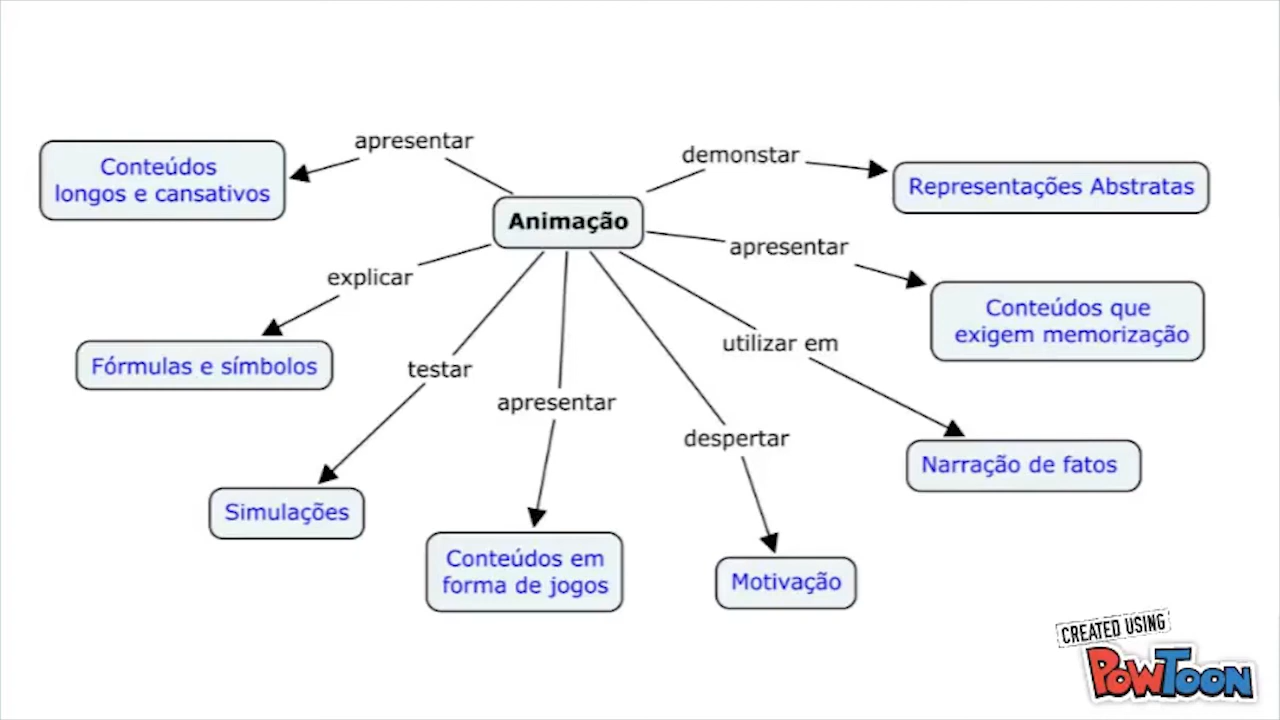 apresentar
demonstar
Conteúdos
longos e cansativos
Representações Abstratas
Animação
apresentar
explicar
Conteúdos que
exigem memorização
utilizar em
Fórmulas e símbolos
testar
apresentar
despertar
Narração de fatos
Simulações
Conteúdos em
forma de jogos
Motivação
CREATED USING
POWTOON